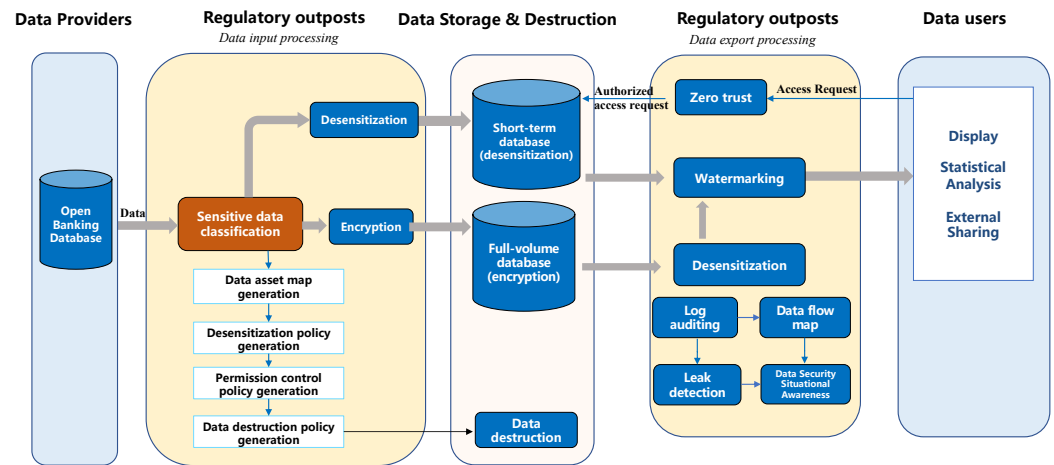 Data Providers
Regulatory outposts
Data input processing
Data Storage & Destruction
Regulatory outposts
Data export processing
Data users
Open
Banking
Database
Data
Sensitive data
classification
Desensitization
Encryption
Data asset map
generation
Desensitization policy
generation
Permission control
policy generation
Data destruction policy
generation
Short-term
database
(desensitization)
Full-volume
database
(encryption)
Data
destruction
Authorized
access request
Zero trust
Access Request
Watermarking
Desensitization
Log
auditing
Data flow
map
Leak
detection
Data Security
Situational
Awareness
Display
Statistical
Analysis
External
Sharing